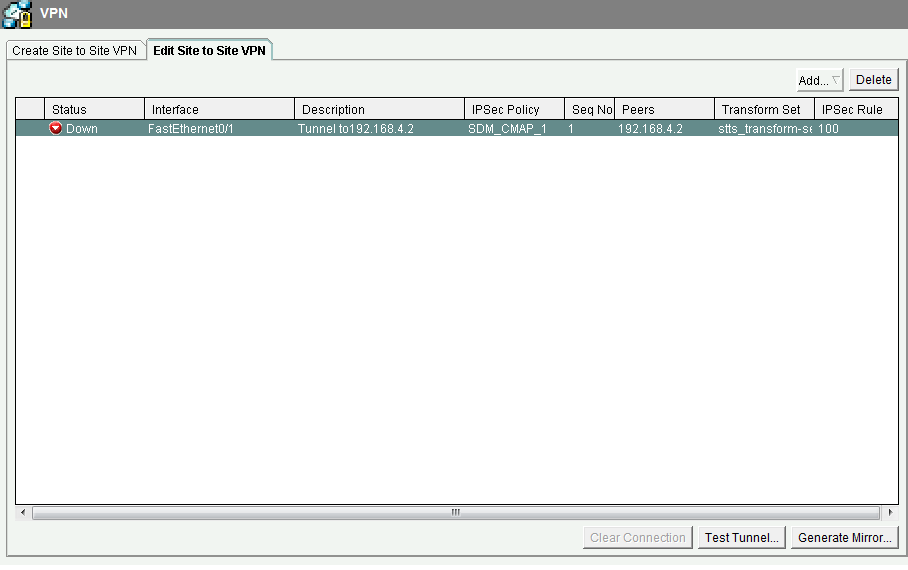 VPN
Create Site to Site VPN Edit Site to Site VPN
Add... Delete
Status Interface Description IPSec Policy Seq No Peers Transform Set IPSec Rule
Down FastEthernet0/1 Tunnel to192.168.4.2 SDM_CMAP_1 1 192.168.4.2 stts_transform-se 100
Clear Connection Test Tunnel... Generate Mirror...